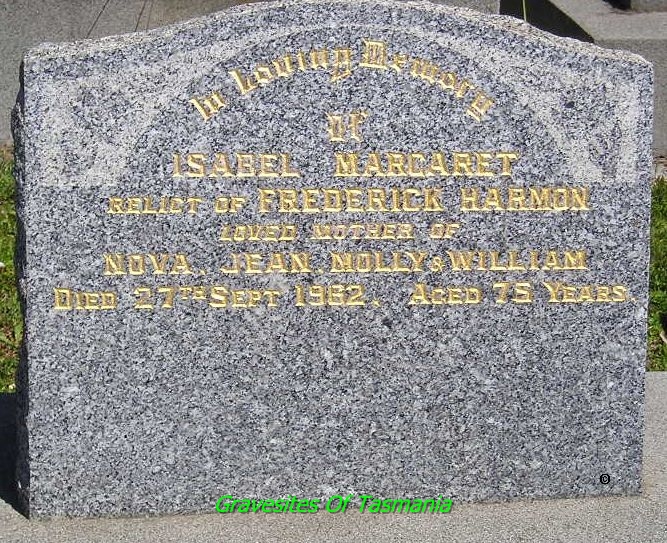 In Loving Memory
of
ISABEL MARGARET
RELICT OF FREDERICK HARMON
LOVED MOTHER OF
NOVA, JEAN, MOLLY & WILLIAM
DIED 27TH SEPT 1962. AGED 75 YEARS.
©
Gravesites Of Tasmania